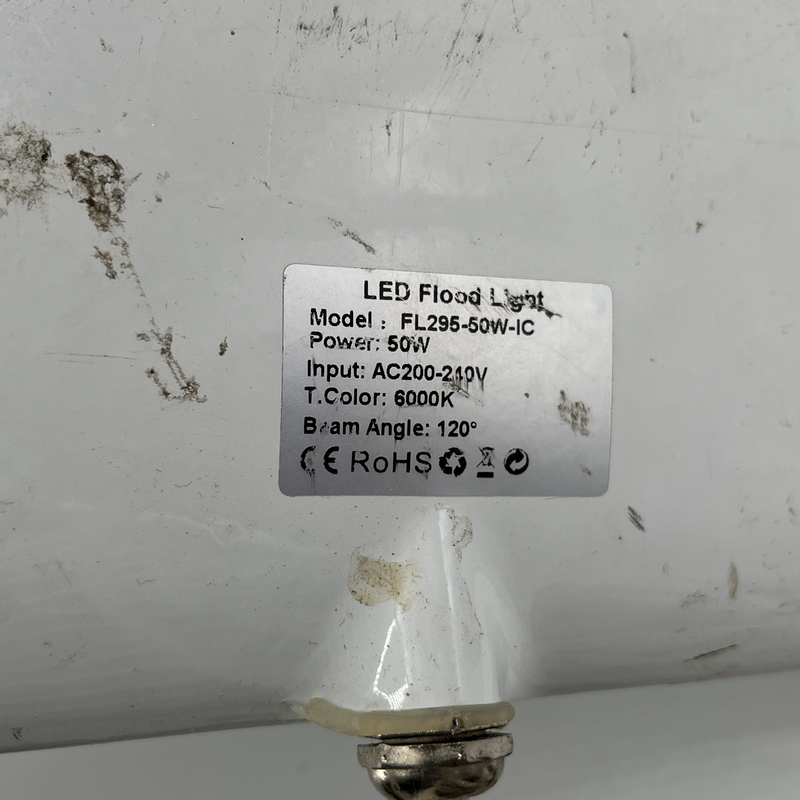 LED Flood Light
Model : FL295-50W-IC
Power: 50W
Input: AC200-240V
T.Color: 6000K
Beam Angle: 120°
CE RoHS